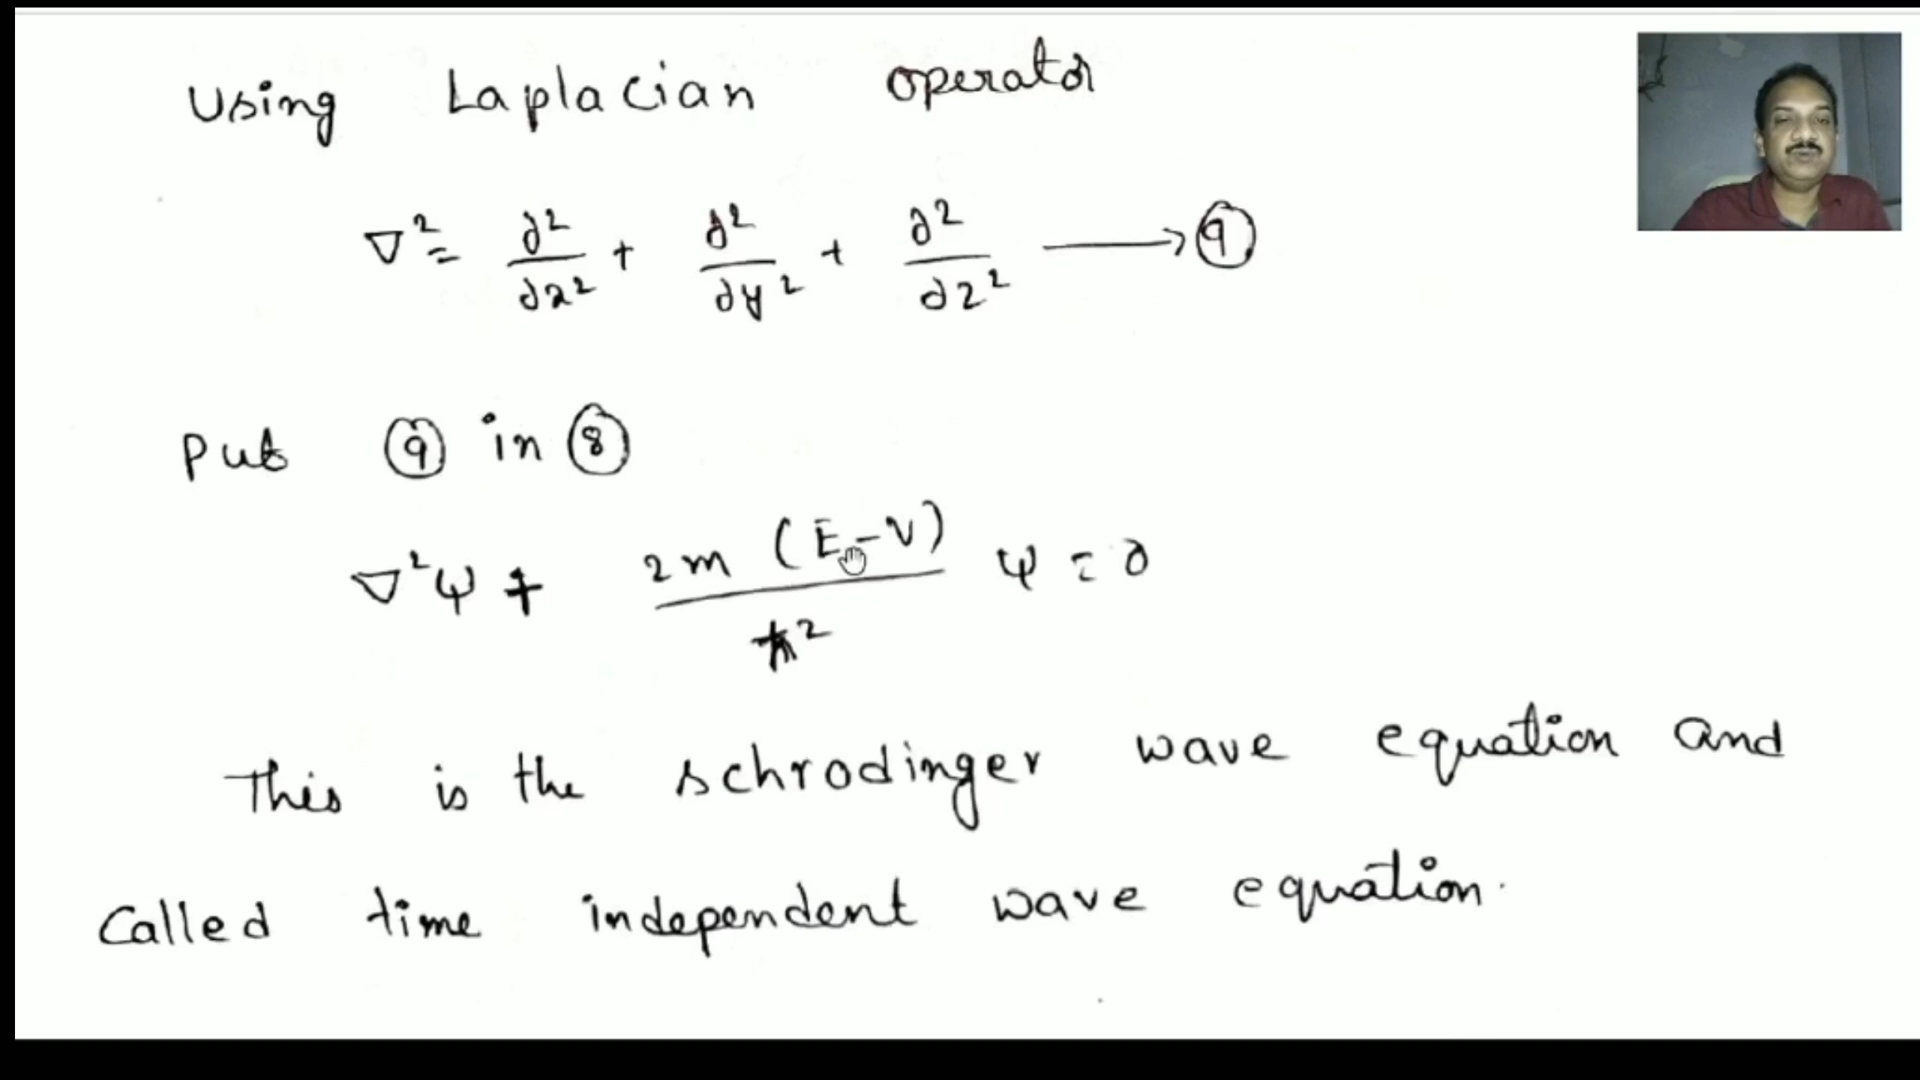 Using Laplacian operator
∇² = ∂²/∂x² + ∂²/∂y² + ∂²/∂z² ⟶ ⑨
Put ⑨ in ⑧
∇²ψ + 2m (E-V)/ħ² ψ = 0
This is the schrodinger wave equation and
Called time independent wave equation.